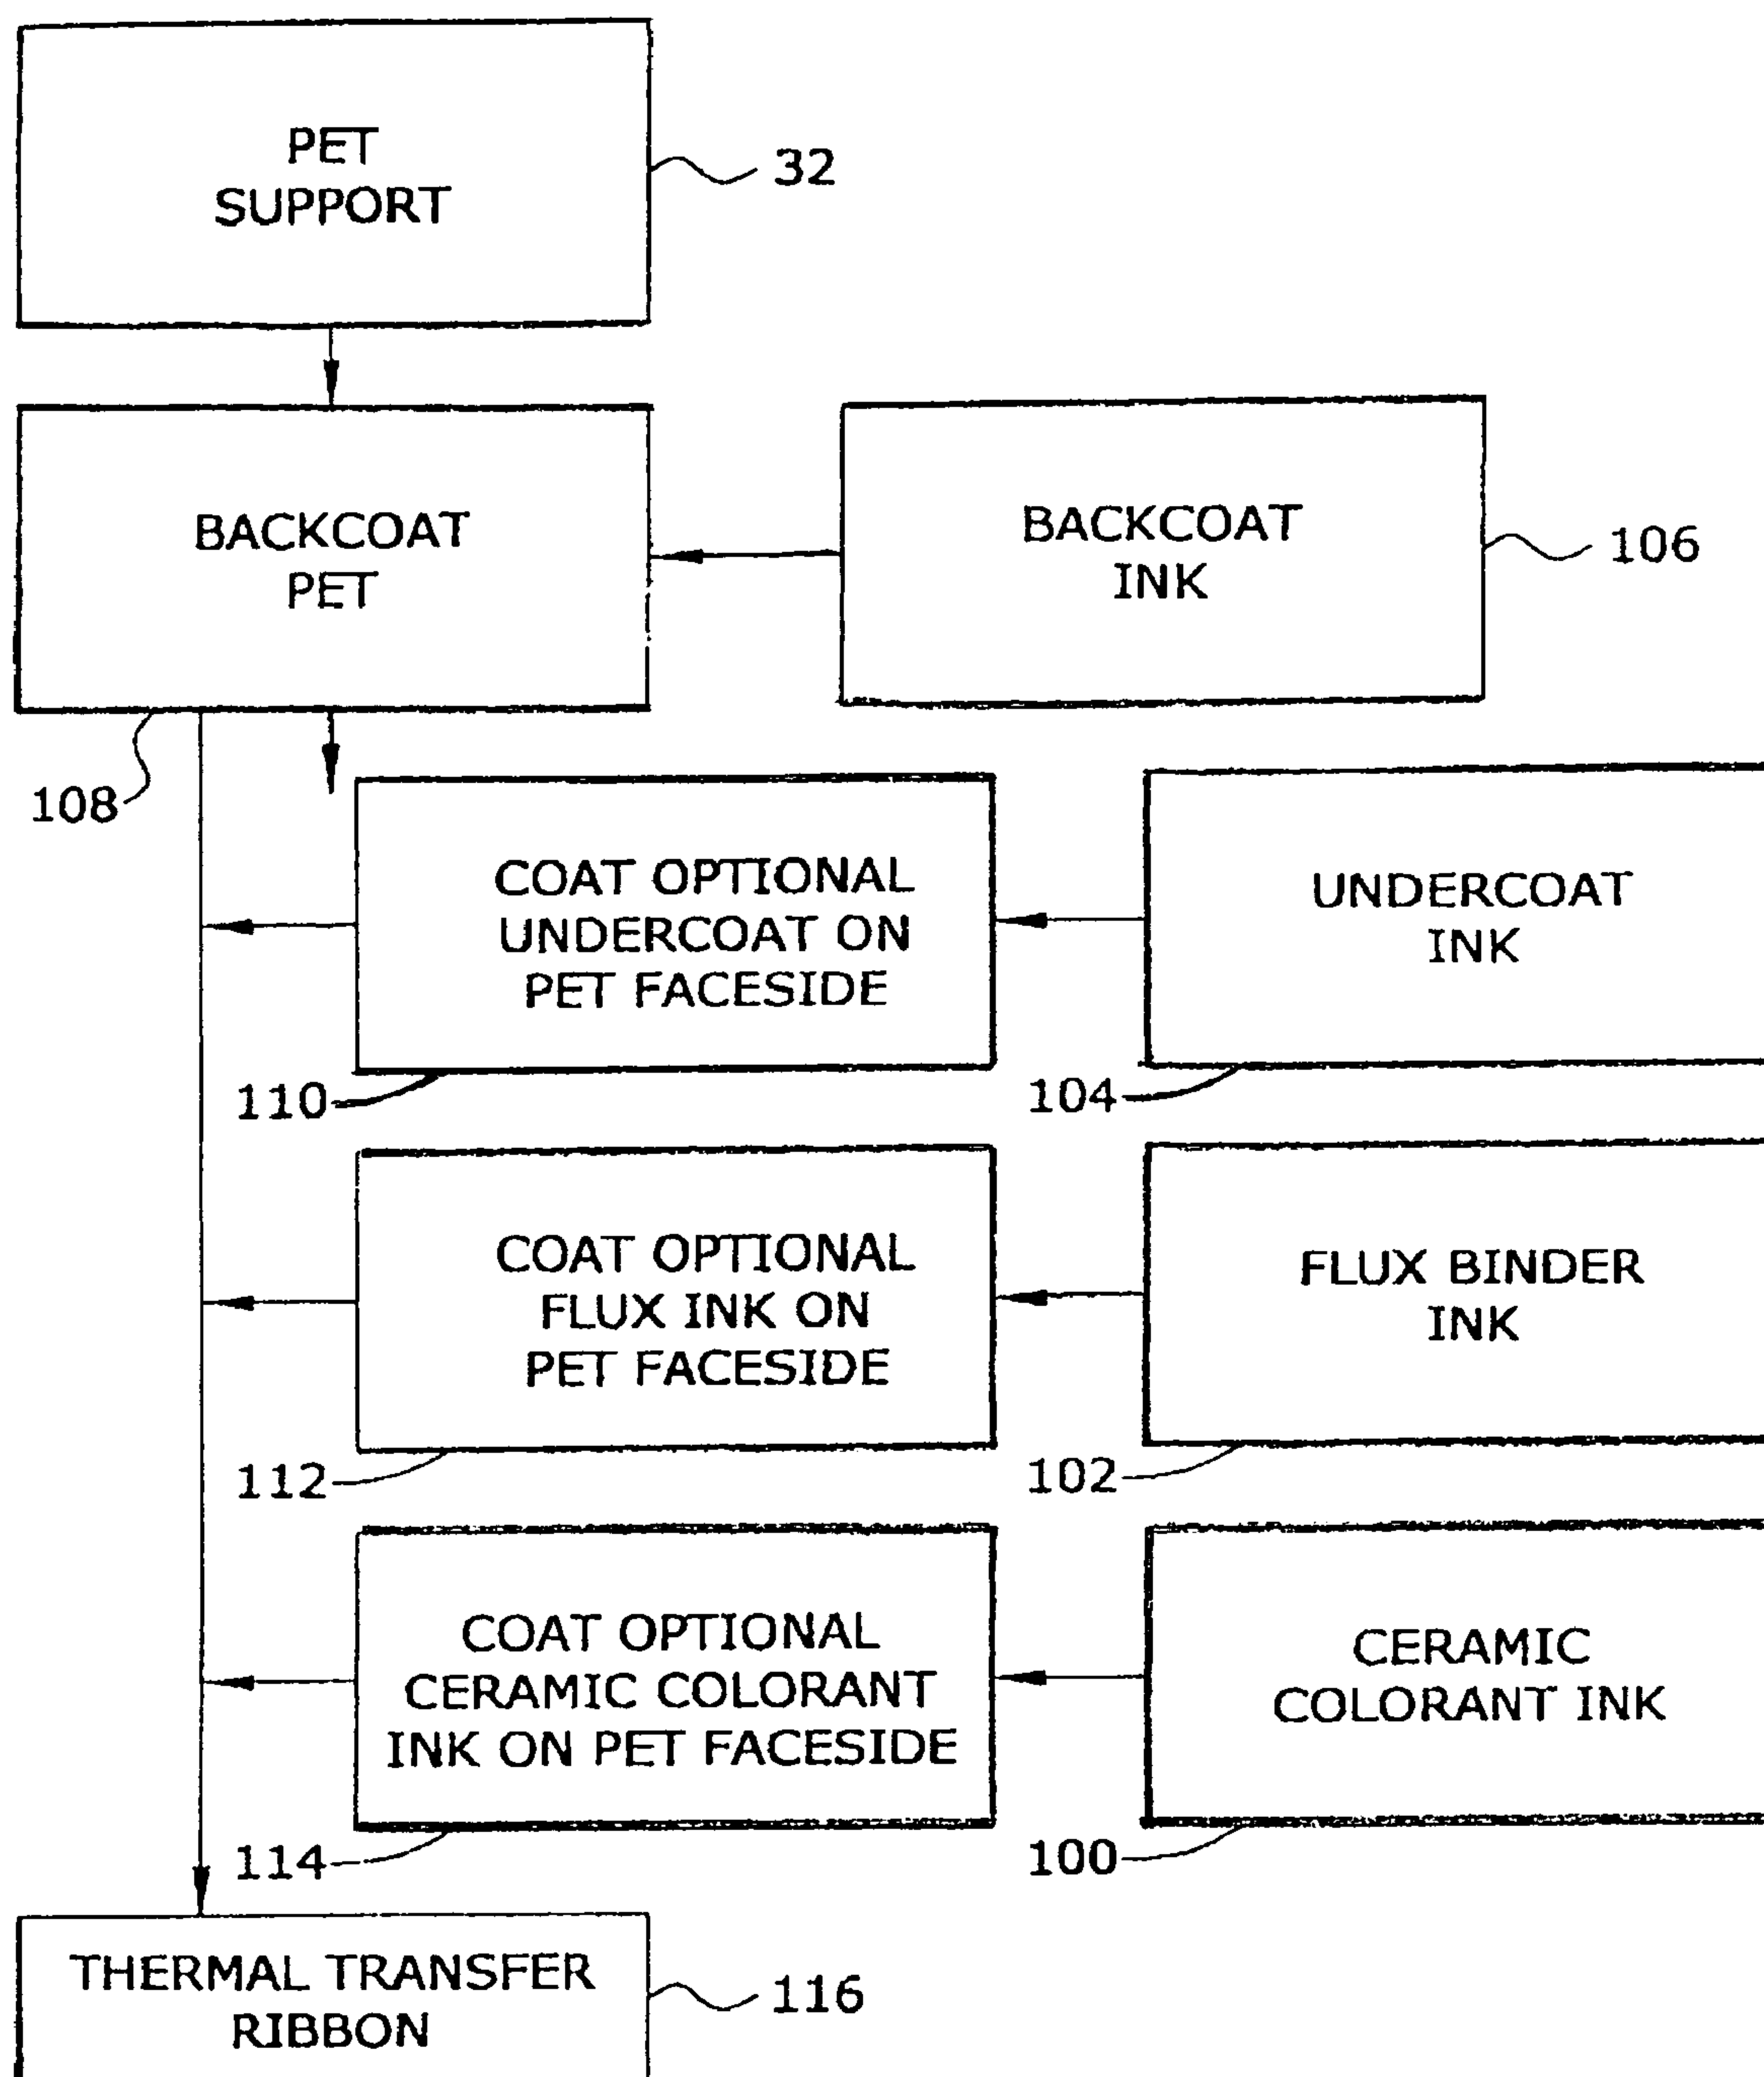 PET
SUPPORT
32
BACKCOAT
PET
BACKCOAT
INK
106
108
COAT OPTIONAL
UNDERCOAT ON
PET FACESIDE
UNDERCOAT
INK
110
104
COAT OPTIONAL
FLUX INK ON
PET FACESIDE
FLUX BINDER
INK
112
102
COAT OPTIONAL
CERAMIC COLORANT
INK ON PET FACESIDE
CERAMIC
COLORANT INK
114
100
THERMAL TRANSFER
RIBBON
116